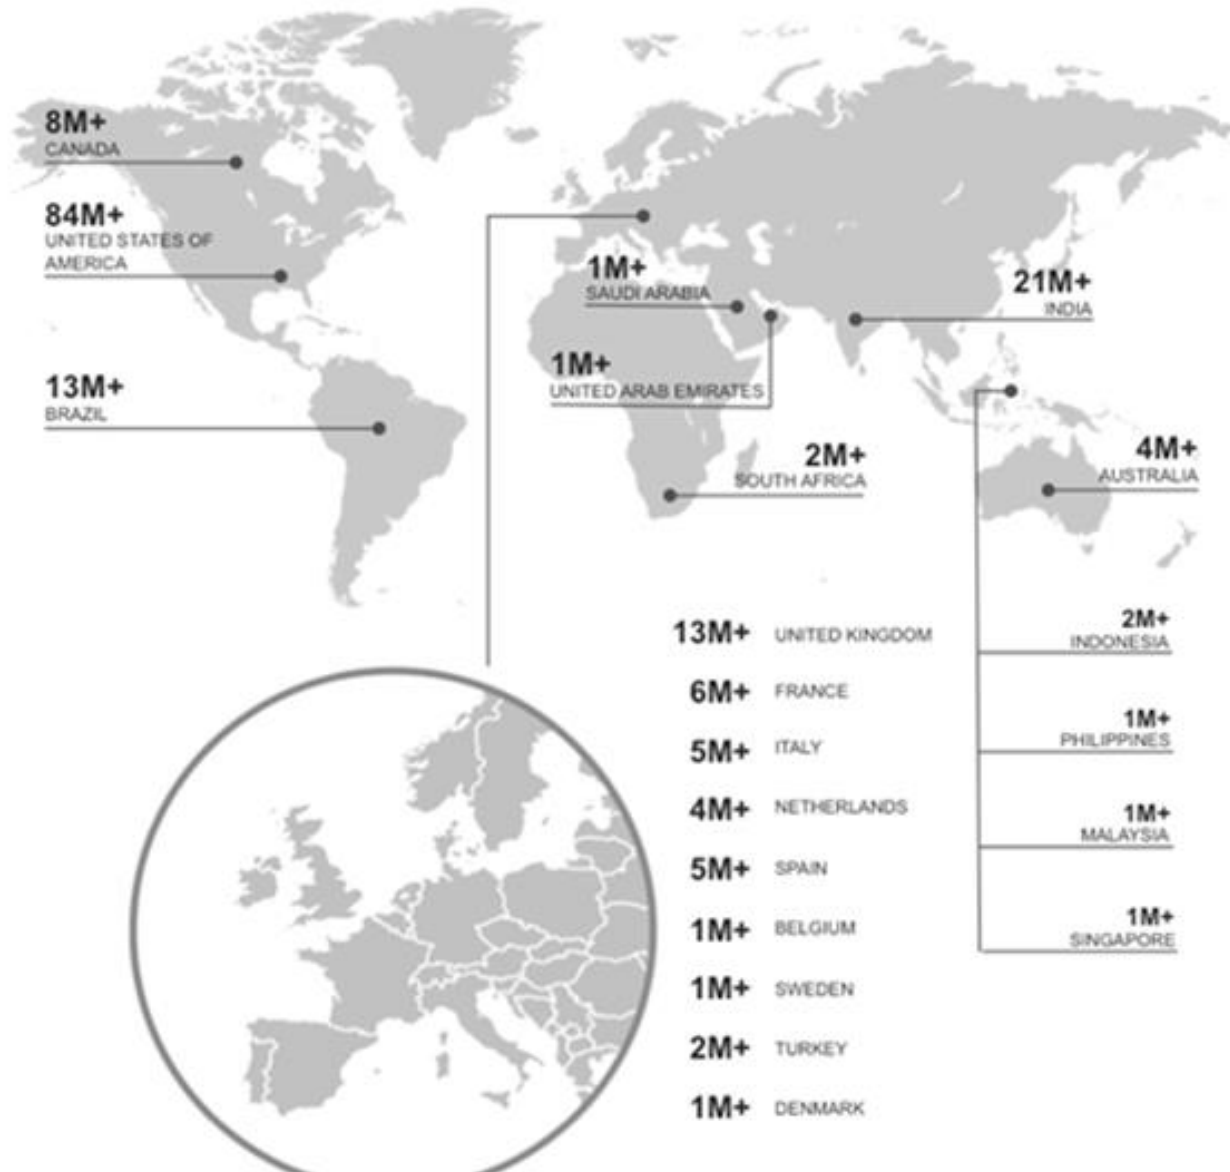 8M+
CANADA
84M+
UNITED STATES OF
AMERICA
13M+
BRAZIL
1M+
SAUDI ARABIA
1M+
UNITED ARAB EMIRATES
21M+
INDIA
2M+
SOUTH AFRICA
4M+
AUSTRALIA
13M+ UNITED KINGDOM
6M+ FRANCE
5M+ ITALY
4M+ NETHERLANDS
5M+ SPAIN
1M+ BELGIUM
1M+ SWEDEN
2M+ TURKEY
1M+ DENMARK
2M+
INDONESIA
1M+
PHILIPPINES
1M+
MALAYSIA
1M+
SINGAPORE